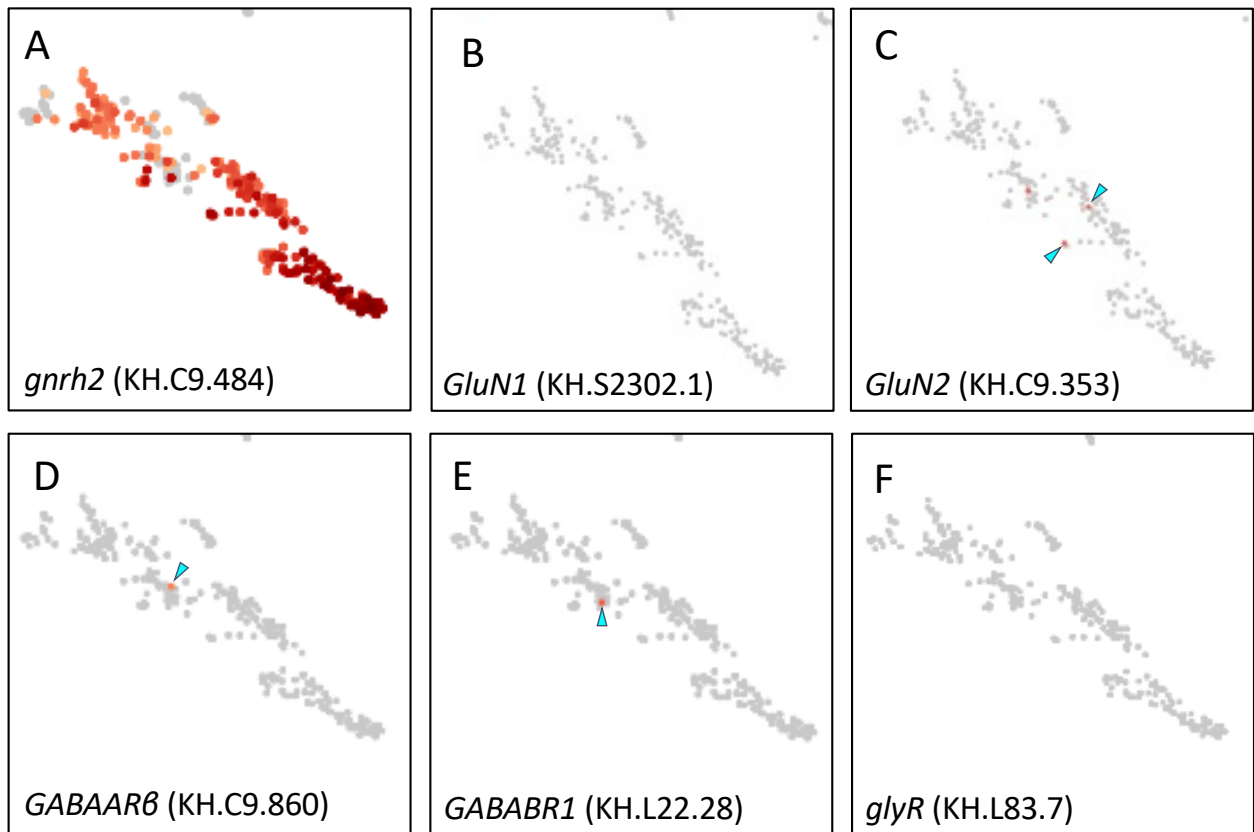 A
gnrh2 (KH.C9.484)
B
GluN1 (KH.S2302.1)
C
GluN2 (KH.C9.353)
D
GABAARβ (KH.C9.860)
E
GABABR1 (KH.L22.28)
F
glyR (KH.L83.7)